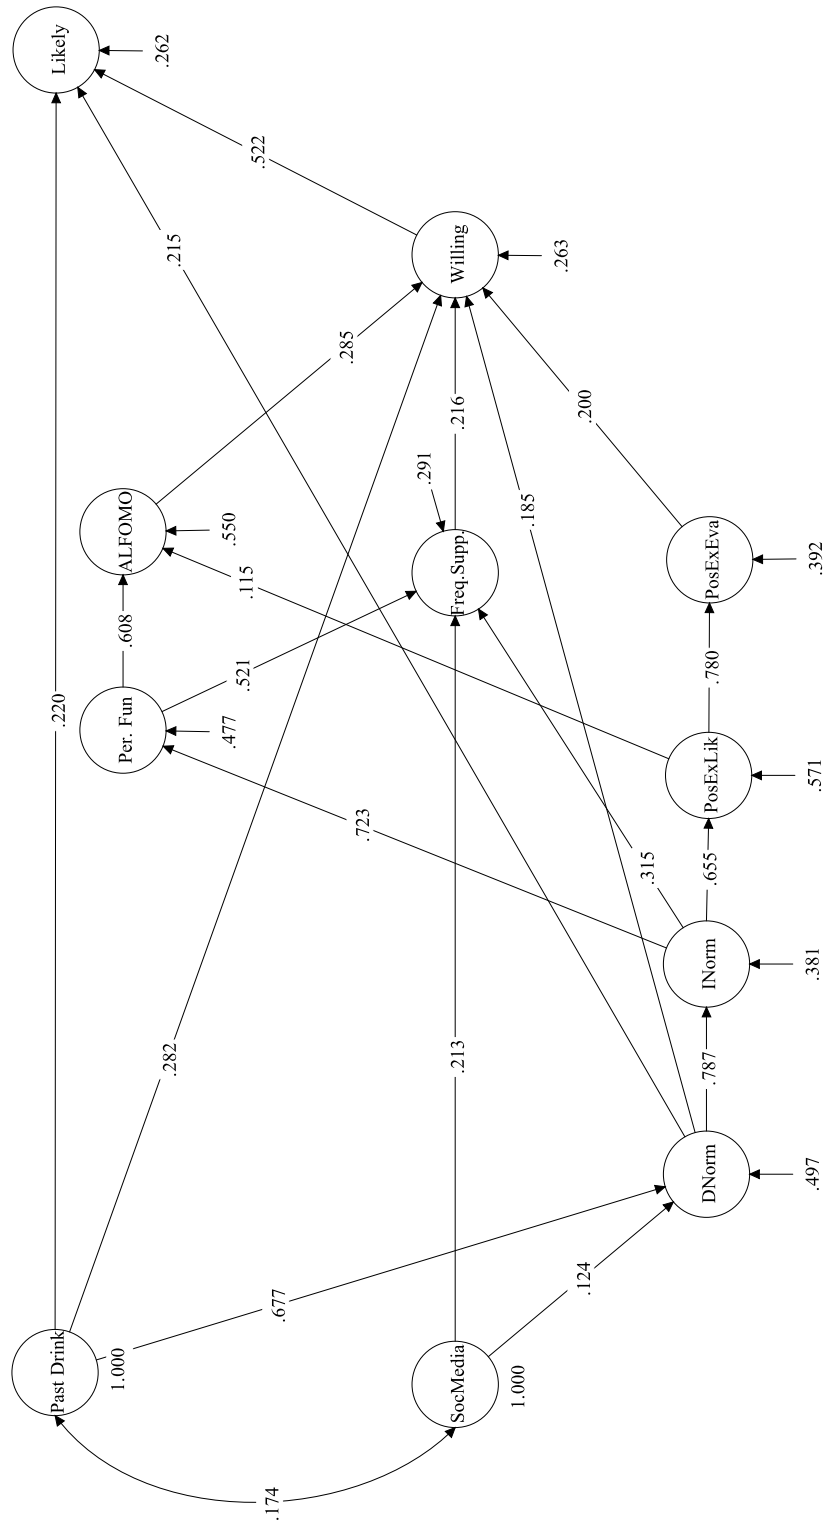 Past Drink
1.000
.174
SocMedia
1.000
.220
.282
.677
.213
.124
DNorm
.497
.787
INorm
.381
.723
.315
.655
PosExLik
.571
.780
PosExEva
.392
Per. Fun
.477
.608
.521
.115
ALFOMO
.550
Freq.Supp.
.291
.216
.185
.285
.200
Willing
.263
.215
.522
Likely
.262